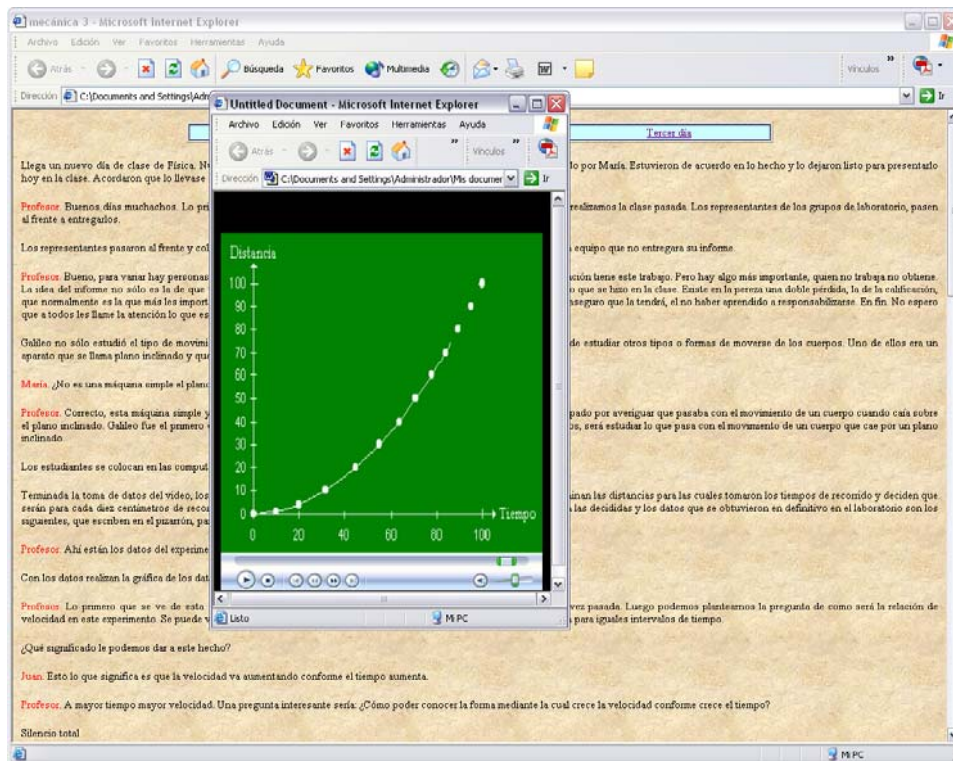 mecánica 3 - Microsoft Internet Explorer
Archivo Edición Ver Favoritos Herramientas Ayuda
Atrás Búsqueda Favoritos Multimedia Vínculos
Dirección C:\Documents and Settings\Adm Ir
Untitled Document - Microsoft Internet Explorer
Archivo Edición Ver Favoritos Herramientas Ayuda
Atrás Vínculos
Dirección C:\Documents and Settings\Administrador\Mis documer Ir
Distancia
100
90
80
70
60
50
40
30
20
10
0
Tiempo
0 20 40 60 80 100
Listo Mi PC
Tercer día
Llega un nuevo día de clase de Física. N do por María. Estuvieron de acuerdo en lo hecho y lo dejaron listo para presentarlo
hoy en la clase. Acordaron que lo llevase
Profesor. Buenos días muchachos. Lo pri realizamos la clase pasada. Los representantes de los grupos de laboratorio, pasen
al frente a entregarlos.
Los representantes pasaron al frente y col equipo que no entregara su informe.
Profesor. Bueno, para variar hay personas ción tiene este trabajo. Pero hay algo más importante, quien no trabaja no obtiene.
La idea del informe no sólo es la de que o que se hizo en la clase. Existe en la pereza una doble pérdida, la de la calificación,
que normalmente es la que más les import aseguro que la tendrá, el no haber aprendido a responsabilizarse. En fin. No espero
que a todos les llame la atención lo que es
Galileo no sólo estudió el tipo de movimi de estudiar otros tipos o formas de moverse de los cuerpos. Uno de ellos era un
aparato que se llama plano inclinado y que
María. ¿No es una máquina simple el plano
Profesor. Correcto, esta máquina simple y pado por averiguar que pasaba con el movimiento de un cuerpo cuando caía sobre
el plano inclinado. Galileo fue el primero os, será estudiar lo que pasa con el movimiento de un cuerpo que cae por un plano
inclinado.
Los estudiantes se colocan en las comput
Terminada la toma de datos del video, los inan las distancias para las cuales tomaron los tiempos de recorrido y deciden que
serán para cada diez centímetros de recor las decididas y los datos que se obtuvieron en definitivo en el laboratorio son los
siguientes, que escriben en el pizarrón, pa
Profesor. Ahí están los datos del experime
Con los datos realizan la gráfica de los dat
Profesor. Lo primero que se ve de esta vez pasada. Luego podemos plantearnos la pregunta de como será la relación de
velocidad en este experimento. Se puede v para iguales intervalos de tiempo.
¿Qué significado le podemos dar a este hecho?
Juan. Esto lo que significa es que la velocidad va aumentando conforme el tiempo aumenta.
Profesor. A mayor tiempo mayor velocidad. Una pregunta interesante sería: ¿Cómo poder conocer la forma mediante la cual crece la velocidad conforme crece el tiempo?
Silencio total
Mi PC